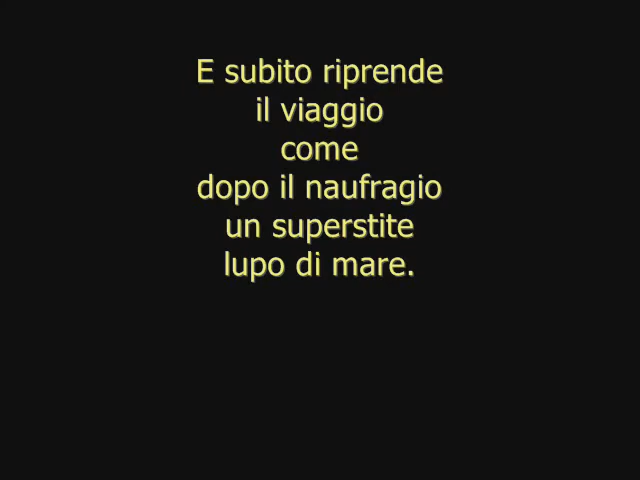 E subito riprende
il viaggio
come
dopo il naufragio
un superstite
lupo di mare.